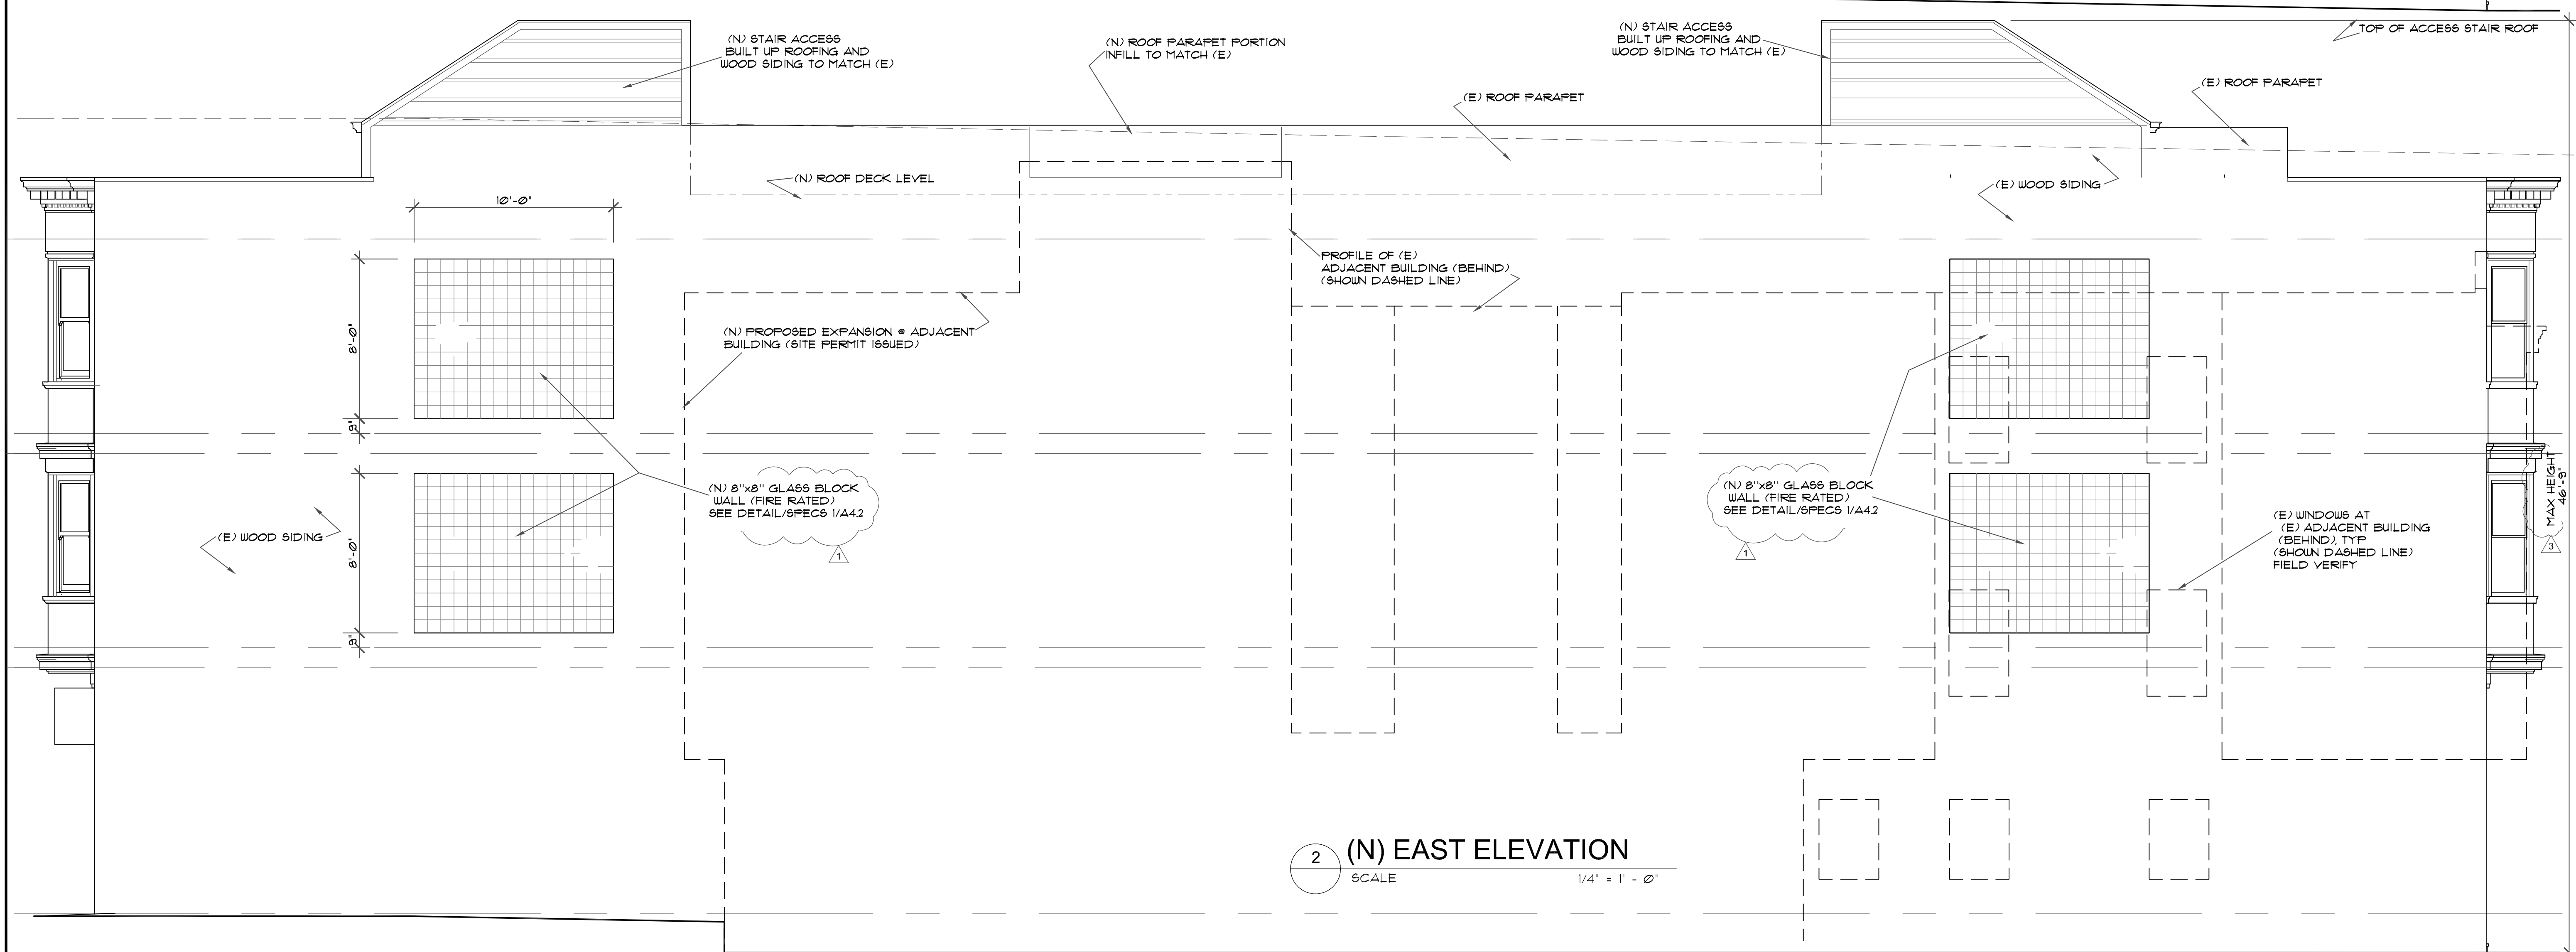 (N) STAIR ACCESS
BUILT UP ROOFING AND
WOOD SIDING TO MATCH (E)
(N) ROOF PARAPET PORTION
INFILL TO MATCH (E)
(E) ROOF PARAPET
(N) STAIR ACCESS
BUILT UP ROOFING AND
WOOD SIDING TO MATCH (E)
TOP OF ACCESS STAIR ROOF
(E) ROOF PARAPET
(N) ROOF DECK LEVEL
(E) WOOD SIDING
10'-0"
8'-0"
9"
8'-0"
9"
PROFILE OF (E)
ADJACENT BUILDING (BEHIND)
(SHOWN DASHED LINE)
(N) PROPOSED EXPANSION @ ADJACENT
BUILDING (SITE PERMIT ISSUED)
(N) 8"x8" GLASS BLOCK
WALL (FIRE RATED)
SEE DETAIL/SPECS 1/A4.2
1
(N) 8"x8" GLASS BLOCK
WALL (FIRE RATED)
SEE DETAIL/SPECS 1/A4.2
1
(E) WOOD SIDING
(E) WINDOWS AT
(E) ADJACENT BUILDING
(BEHIND), TYP
(SHOWN DASHED LINE)
FIELD VERIFY
MAX HEIGHT
46'-9"
3
2
(N) EAST ELEVATION
SCALE
1/4" = 1' - 0"